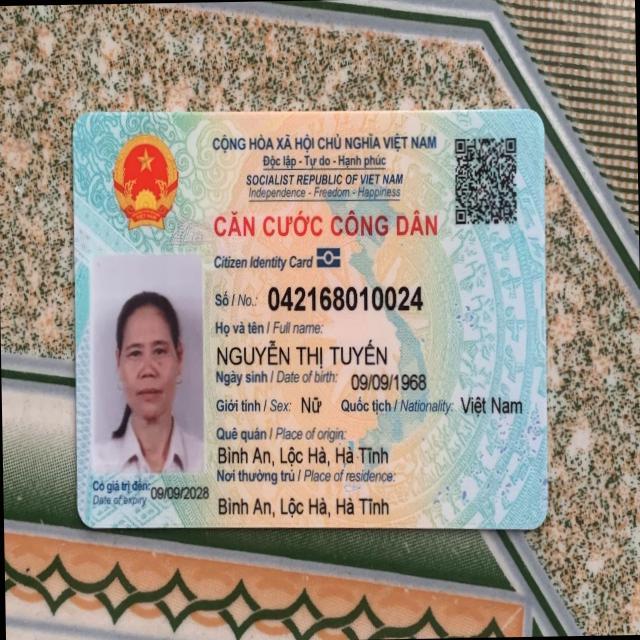 CỘNG HÒA XÃ HỘI CHỦ NGHĨA VIỆT NAM
Độc lập - Tự do - Hạnh phúc
SOCIALIST REPUBLIC OF VIET NAM
Independence - Freedom - Happiness
CĂN CƯỚC CÔNG DÂN
Citizen Identity Card
Số / No.: 042168010024
Họ và tên / Full name:
NGUYỄN THỊ TUYẾN
Ngày sinh / Date of birth: 09/09/1968
Giới tính / Sex: Nữ Quốc tịch / Nationality: Việt Nam
Quê quán / Place of origin:
Bình An, Lộc Hà, Hà Tĩnh
Nơi thường trú / Place of residence:
Bình An, Lộc Hà, Hà Tĩnh
Có giá trị đến: 09/09/2028
Date of expiry